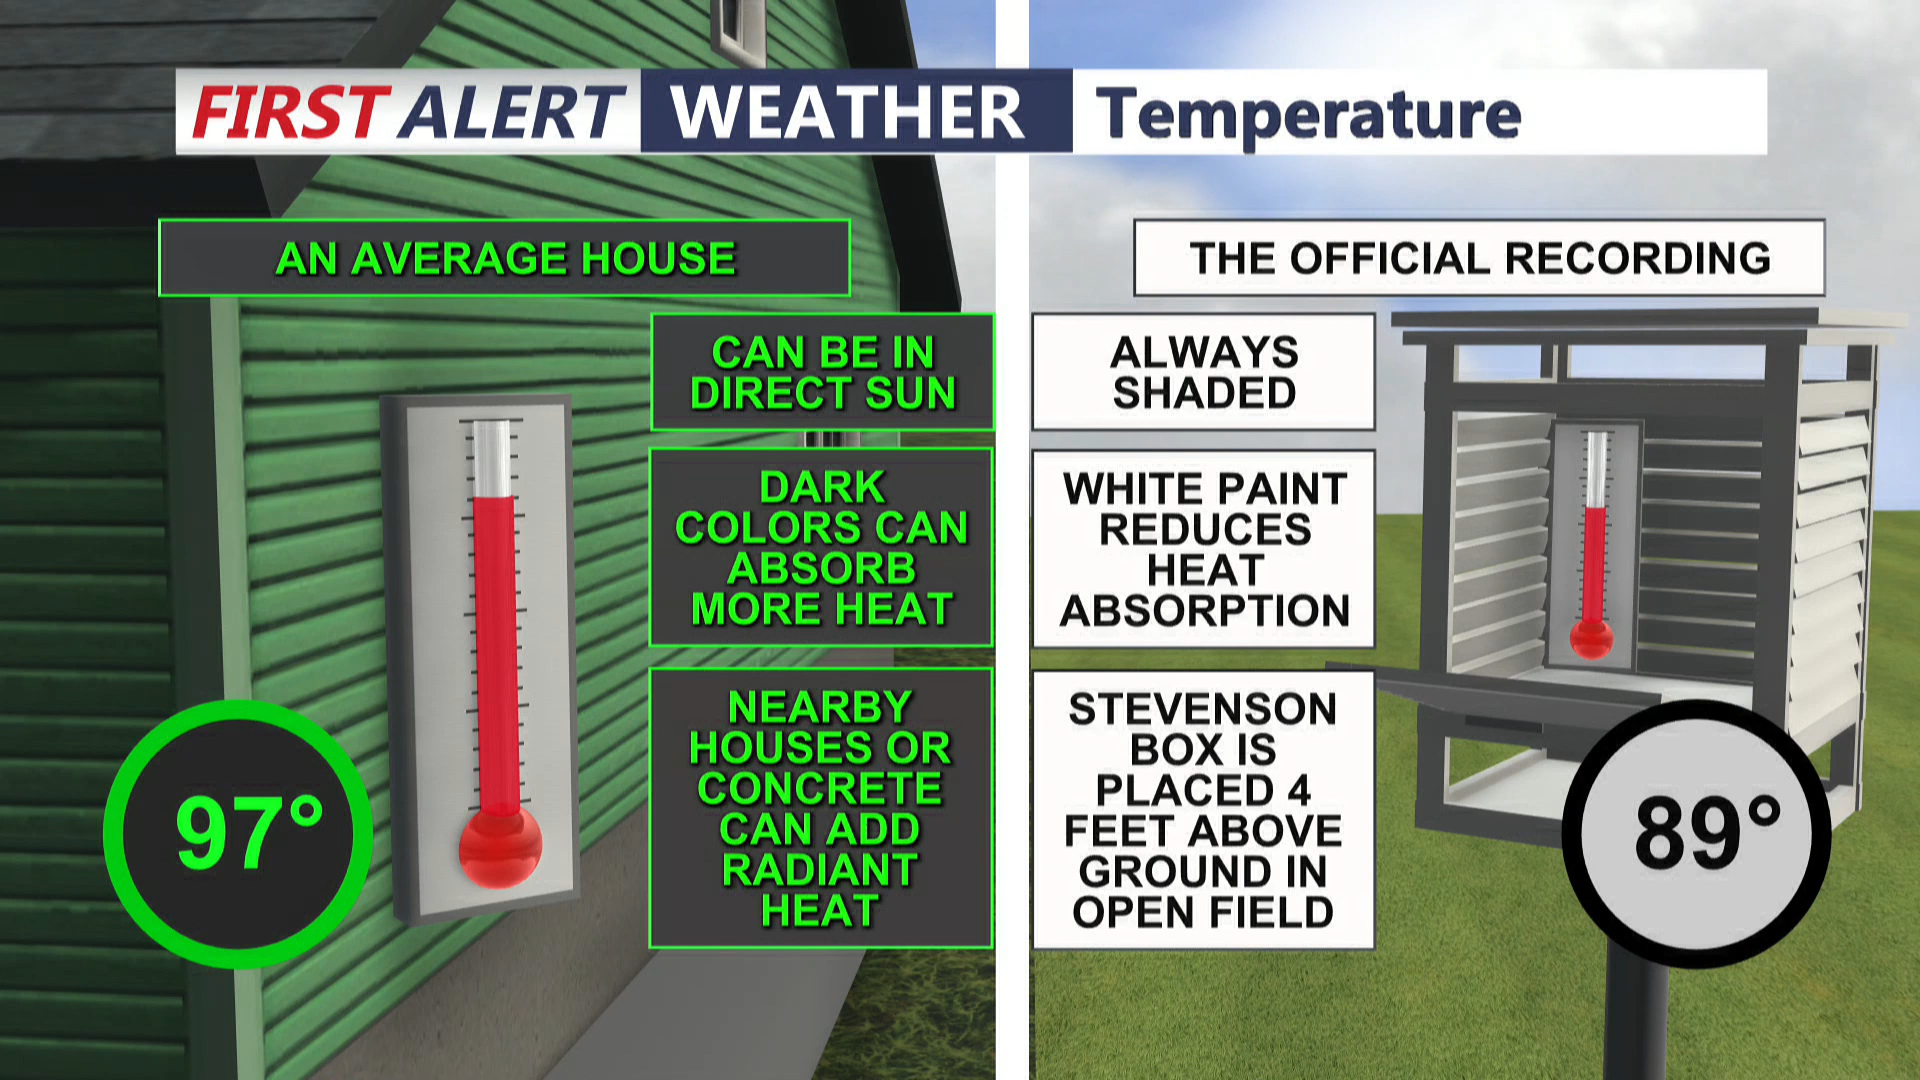 FIRST ALERT WEATHER Temperature
AN AVERAGE HOUSE
CAN BE IN
DIRECT SUN
DARK
COLORS CAN
ABSORB
MORE HEAT
NEARBY
HOUSES OR
CONCRETE
CAN ADD
RADIANT
HEAT
97°
THE OFFICIAL RECORDING
ALWAYS
SHADED
WHITE PAINT
REDUCES
HEAT
ABSORPTION
STEVENSON
BOX IS
PLACED 4
FEET ABOVE
GROUND IN
OPEN FIELD
89°